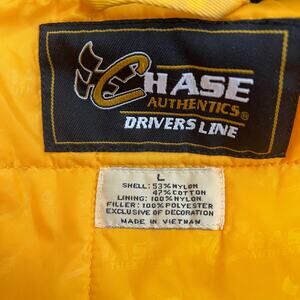 CHASE
AUTHENTICS®
DRIVERS LINE
L
SHELL: 53% NYLON
47% COTTON
LINING: 100% NYLON
FILLER: 100% POLYESTER
EXCLUSIVE OF DECORATION
MADE IN VIETNAM